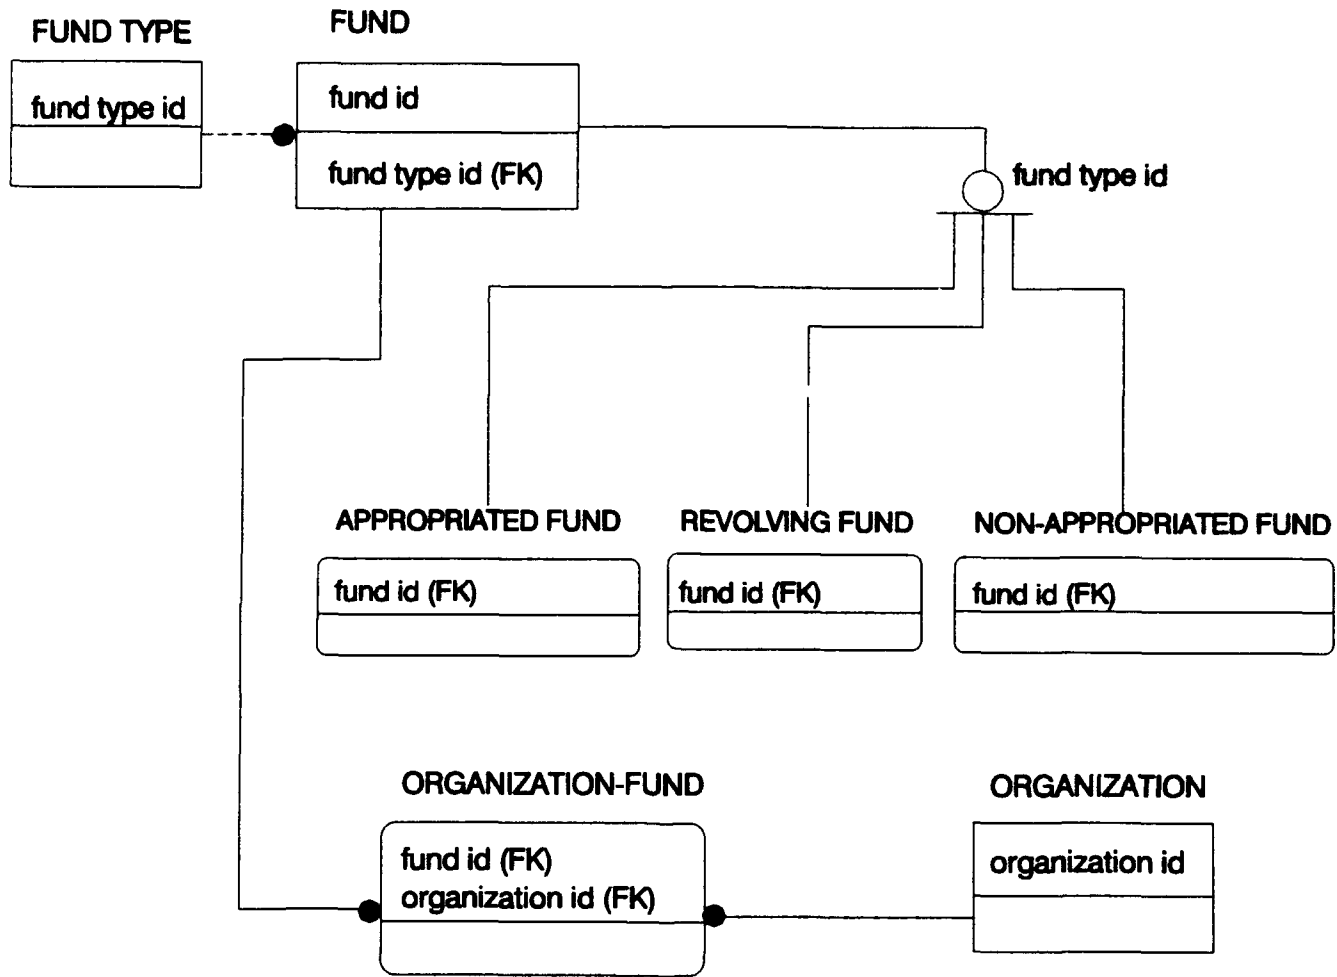 FUND TYPE
fund type id
FUND
fund id
fund type id (FK)
fund type id
APPROPRIATED FUND
fund id (FK)
REVOLVING FUND
fund id (FK)
NON-APPROPRIATED FUND
fund id (FK)
ORGANIZATION-FUND
fund id (FK)
organization id (FK)
ORGANIZATION
organization id